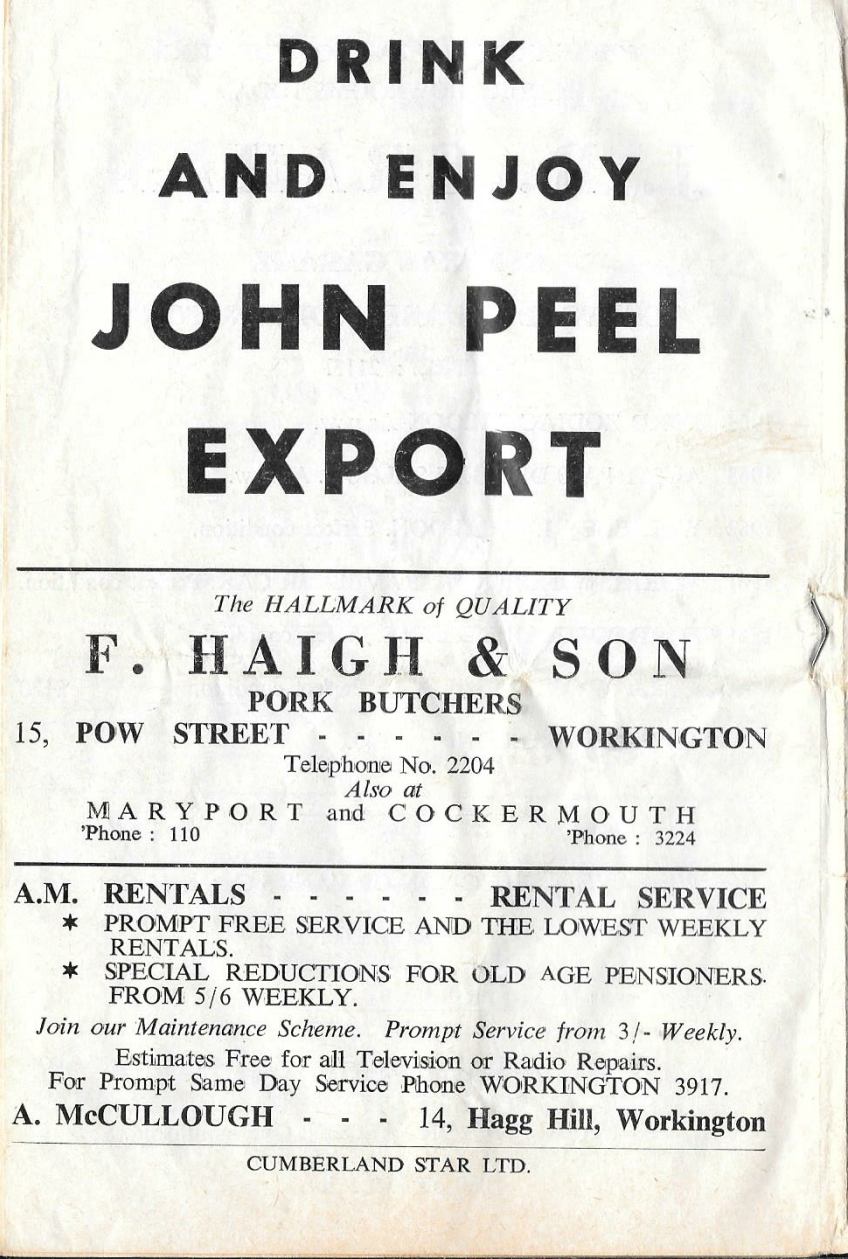 DRINK
AND ENJOY
JOHN PEEL
EXPORT
The HALLMARK of QUALITY
F. HAIGH & SON
PORK BUTCHERS
15, POW STREET - - - - - - WORKINGTON
Telephone No. 2204
Also at
MARYPORT and COCKERMOUTH
'Phone : 110 'Phone : 3224
A.M. RENTALS - - - - - - RENTAL SERVICE
* PROMPT FREE SERVICE AND THE LOWEST WEEKLY
RENTALS.
* SPECIAL REDUCTIONS FOR OLD AGE PENSIONERS.
FROM 5/6 WEEKLY.
Join our Maintenance Scheme. Prompt Service from 3/- Weekly.
Estimates Free for all Television or Radio Repairs.
For Prompt Same Day Service Phone WORKINGTON 3917.
A. McCULLOUGH - - - 14, Hagg Hill, Workington
CUMBERLAND STAR LTD.